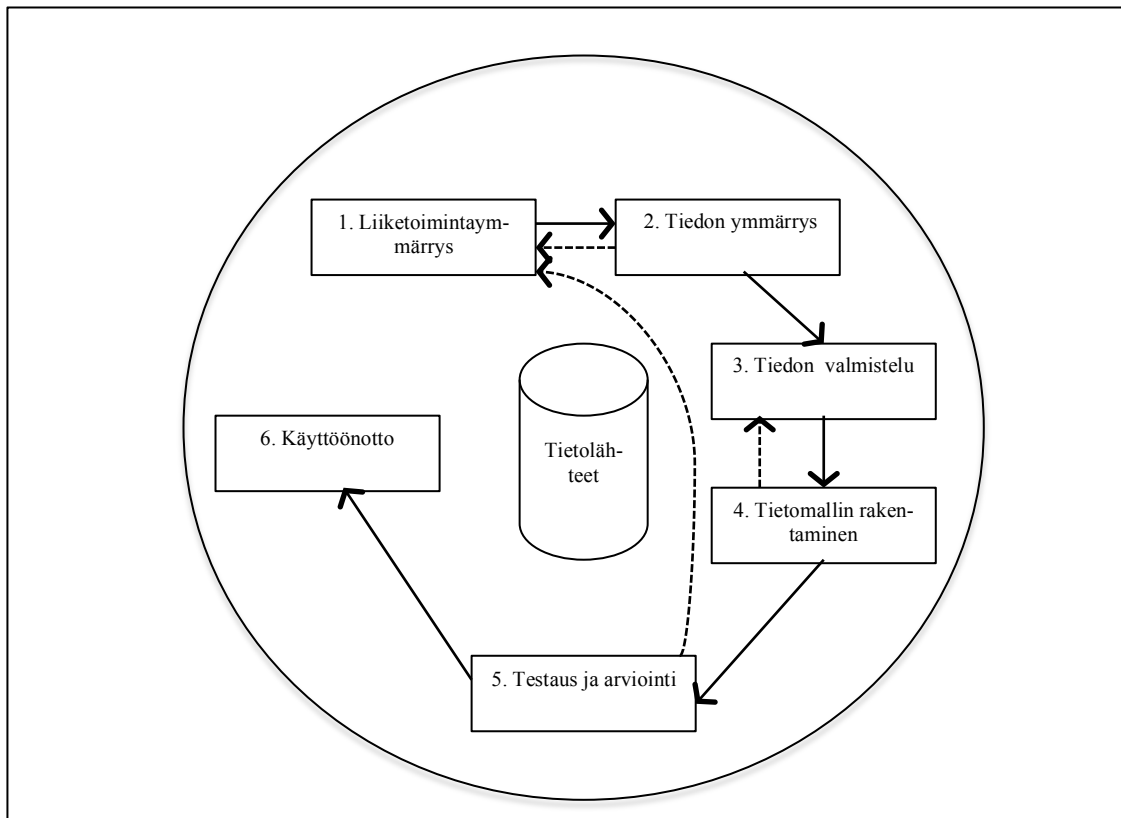 1. Liiketoimintaym-
märrys
2. Tiedon ymmärrys
3. Tiedon valmistelu
4. Tietomallin raken-
taminen
5. Testaus ja arviointi
6. Käyttöönotto
Tietoläh-
teet